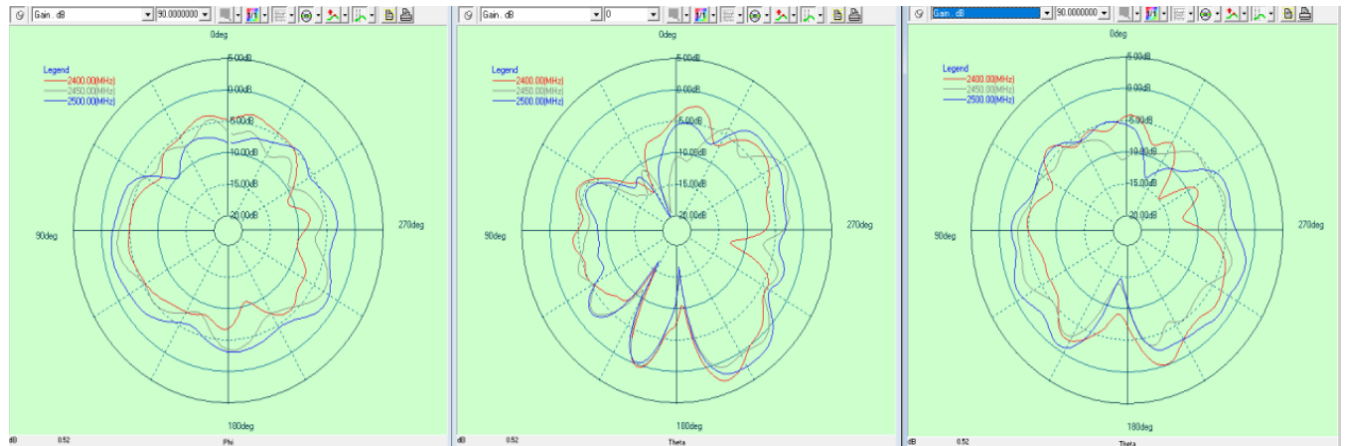 Gain . dB 90.0000000
0deg
Legend
2400.00(MHz)
2450.00(MHz)
2500.00(MHz)
5.00dB
0.00dB
-5.00dB
-10.00dB
-15.00dB
-20.00dB
90deg
270deg
180deg
dB 0.52 Phi
Gain . dB 0
0deg
Legend
2400.00(MHz)
2450.00(MHz)
2500.00(MHz)
5.00dB
0.00dB
-5.00dB
-10.00dB
-15.00dB
-20.00dB
90deg
270deg
180deg
dB 0.52 Theta
Gain . dB 90.0000000
0deg
Legend
2400.00(MHz)
2450.00(MHz)
2500.00(MHz)
5.00dB
0.00dB
-5.00dB
-10.00dB
-15.00dB
-20.00dB
90deg
270deg
180deg
dB 0.52 Theta